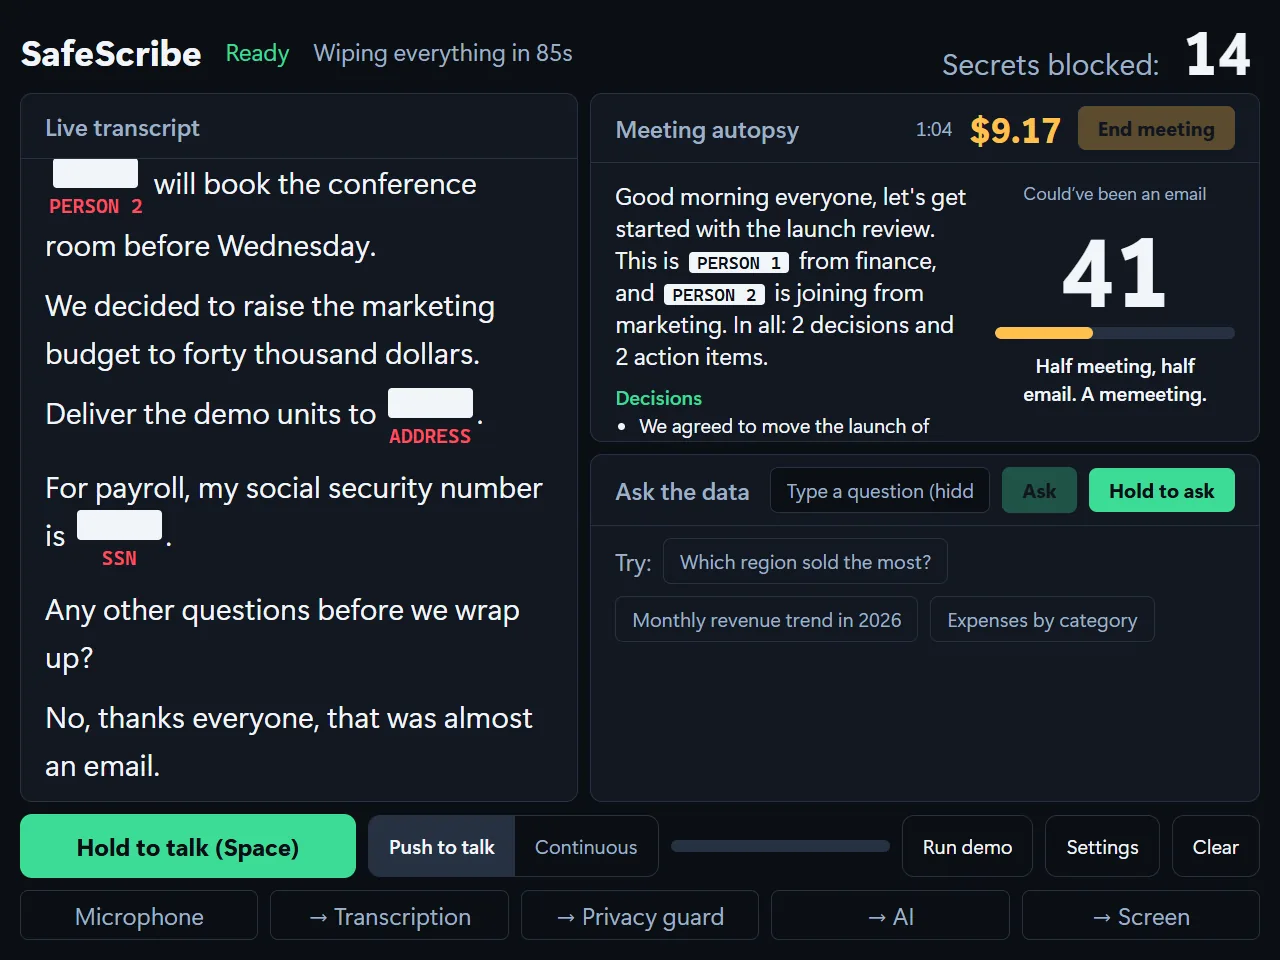 SafeScribe Ready Wiping everything in 85s
Secrets blocked: 14
Live transcript
will book the conference
PERSON 2
room before Wednesday.
We decided to raise the marketing
budget to forty thousand dollars.
Deliver the demo units to .
ADDRESS
For payroll, my social security number
is .
SSN
Any other questions before we wrap
up?
No, thanks everyone, that was almost
an email.
Meeting autopsy 1:04 $9.17 End meeting
Good morning everyone, let's get
started with the launch review.
This is PERSON 1 from finance,
and PERSON 2 is joining from
marketing. In all: 2 decisions and
2 action items.
Decisions
• We agreed to move the launch of
Could've been an email
41
Half meeting, half
email. A memeeting.
Ask the data Type a question (hidd Ask Hold to ask
Try: Which region sold the most?
Monthly revenue trend in 2026 Expenses by category
Hold to talk (Space) Push to talk Continuous Run demo Settings Clear
Microphone → Transcription → Privacy guard → AI → Screen